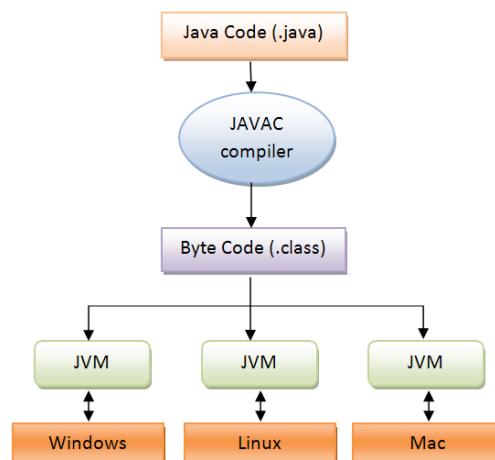 Java Code (.java)
JAVAC
compiler
Byte Code (.class)
JVM
JVM
JVM
Windows
Linux
Mac